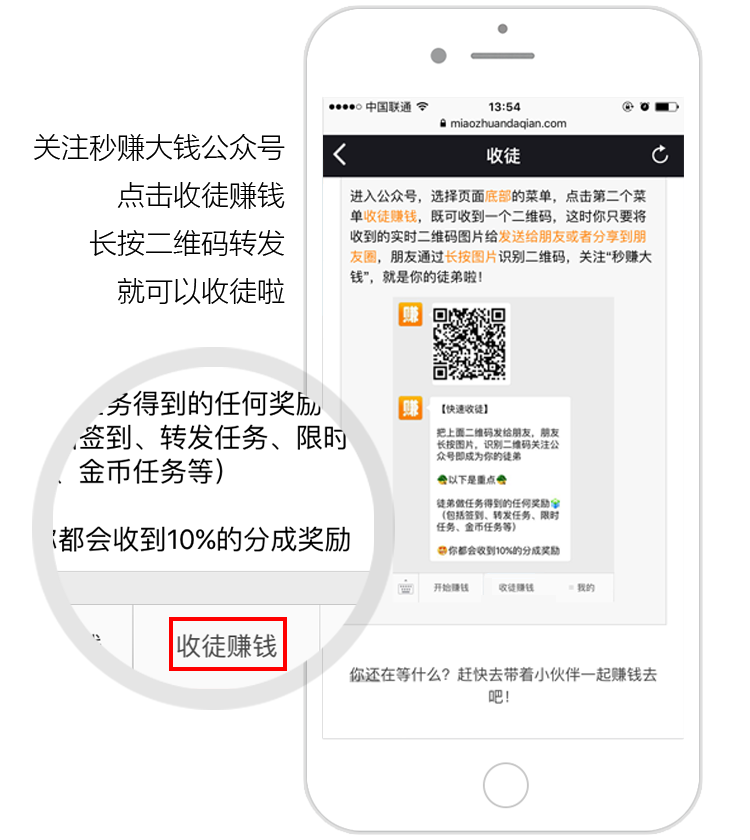 关注秒赚大钱公众号
点击收徒赚钱
长按二维码转发
就可以收徒啦
务得到的任何奖励
签到、转发任务、限时
、金币任务等）
都会收到10%的分成奖励
收徒赚钱
中国联通
13:54
miaozhuandaqian.com
收徒
进入公众号，选择页面底部的菜单，点击第二个菜
单收徒赚钱，既可收到一个二维码，这时你只要将
收到的实时二维码图片给发送给朋友或者分享到朋
友圈，朋友通过长按图片识别二维码，关注“秒赚大
钱”，就是你的徒弟啦！
赚
赚
【快速收徒】
把上面二维码发给朋友，朋友
长按图片，识别二维码关注公
众号即成为你的徒弟
以下是重点
徒弟做任务得到的任何奖励
（包括签到、转发任务、限时
任务、金币任务等）
你都会收到10%的分成奖励
开始赚钱
收徒赚钱
我的
你还在等什么？赶快去带着小伙伴一起赚钱去
吧！